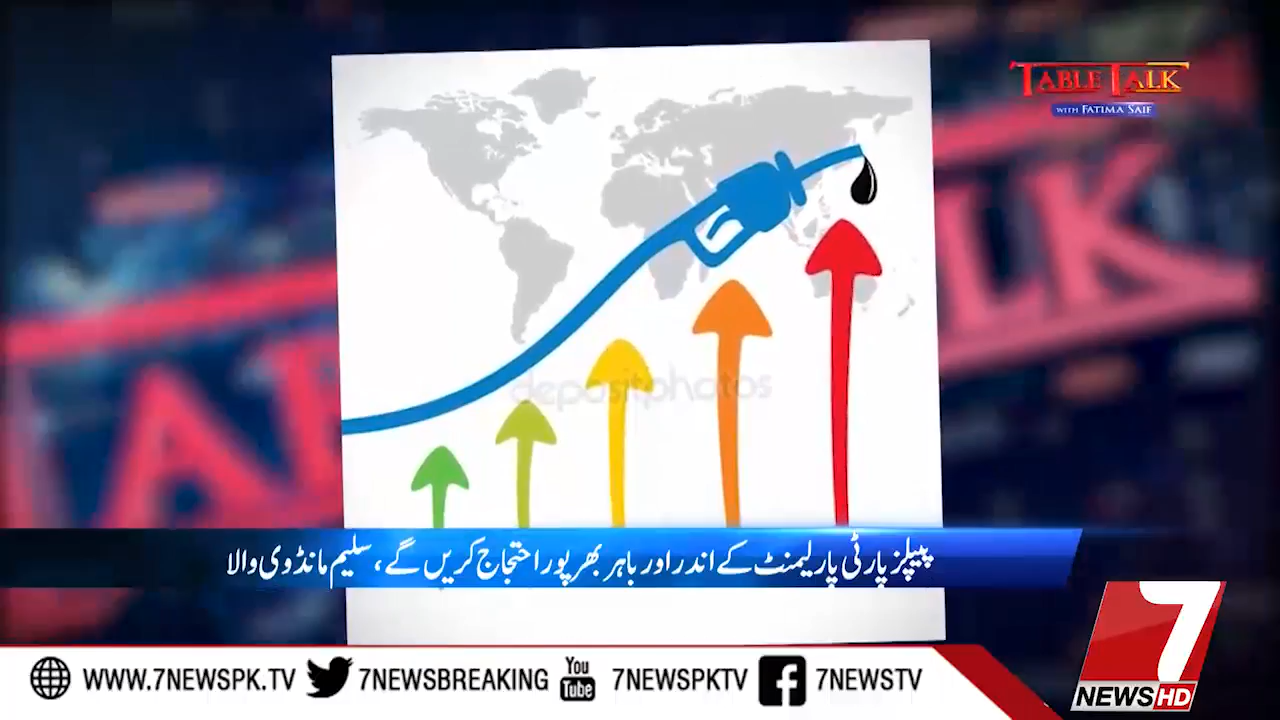 TABLE TALK
WITH FATIMA SAIF
depositphotos
پیپلز پارٹی پارلیمنٹ کے اندر اور باہر بھرپور احتجاج کریں گے، سلیم مانڈوی والا
7
NEWS HD
WWW.7NEWSPK.TV
7NEWSBREAKING
You Tube
7NEWSPKTV
7NEWSTV